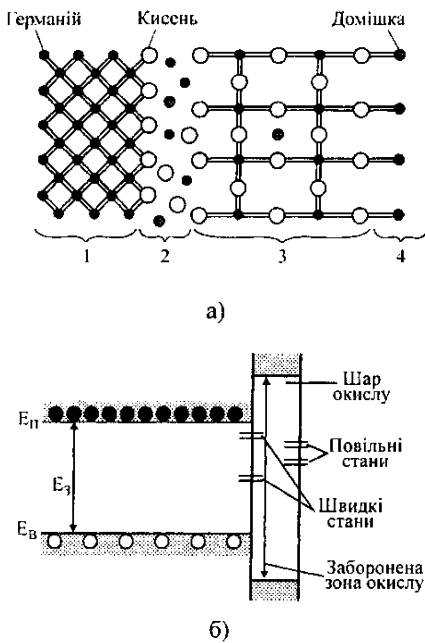 Германій Кисень Домішка
1 2 3 4
а)
Шар
окислу
Eп
Повільні
стани
Eз
Швидкі
стани
Eв
Заборонена
зона окислу
б)